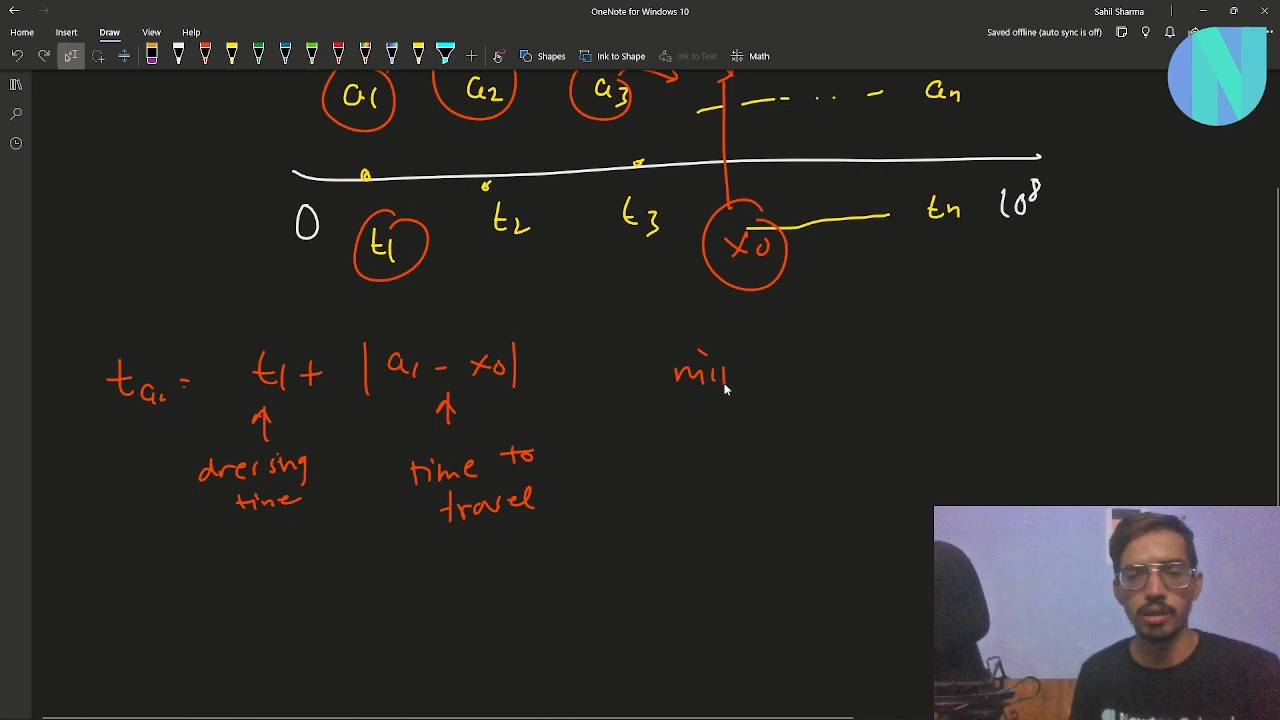 OneNote for Windows 10
Sahil Sharma
Home Insert Draw View Help
Saved offline (auto sync is off)
Shapes Ink to Shape Ink to Text Math
a1 a2 a3 - - . . - an
0 t1 t2 t3 x0 tn 10^8
ta1 = t1 + |a1 - x0| min
dressing time to
time travel